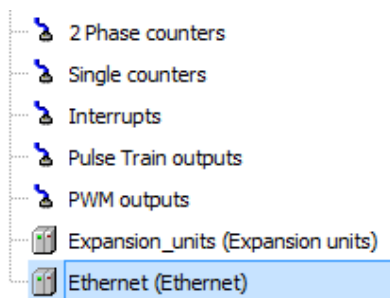 2 Phase counters
Single counters
Interrupts
Pulse Train outputs
PWM outputs
Expansion_units (Expansion units)
Ethernet (Ethernet)